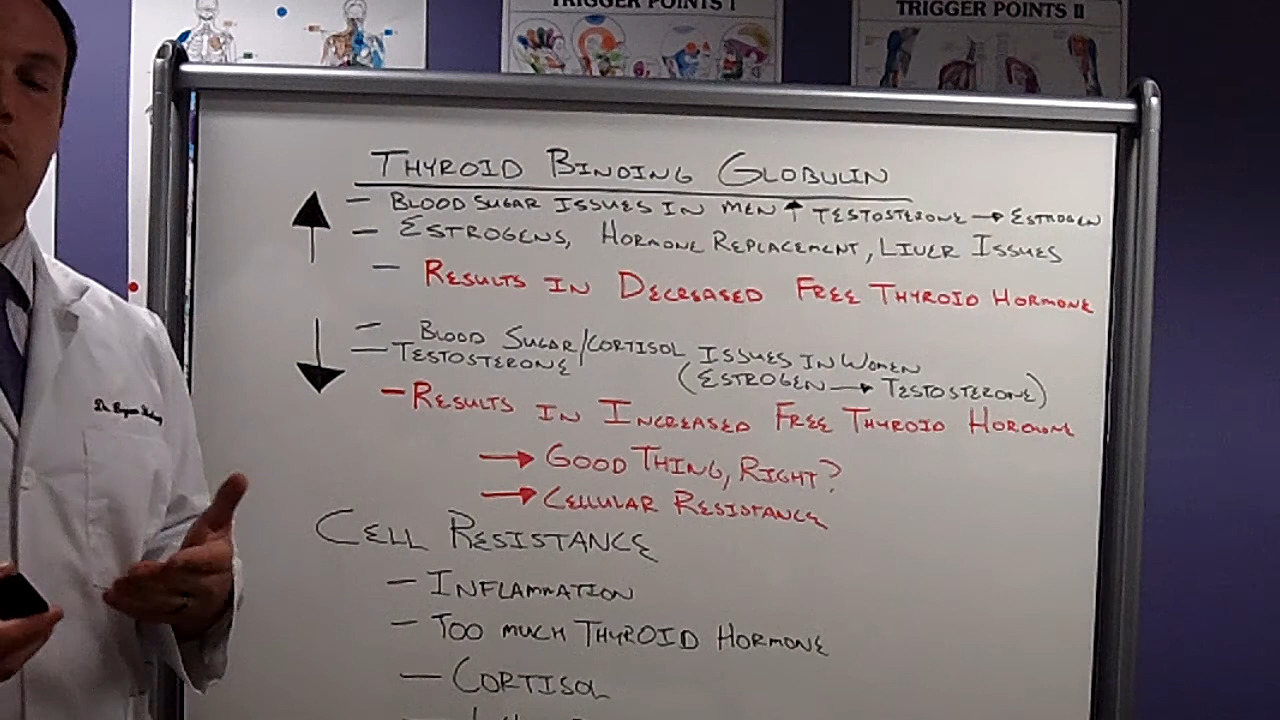 TRIGGER POINTS I
TRIGGER POINTS II
THYROID BINDING GLOBULIN
- BLOOD SUGAR ISSUES IN MEN ↑ TESTOSTERONE → ESTROGEN
- ESTROGENS, HORMONE REPLACEMENT, LIVER ISSUES
- RESULTS IN DECREASED FREE THYROID HORMONE
- BLOOD SUGAR/CORTISOL ISSUES IN WOMEN
- TESTOSTERONE (ESTROGEN → TESTOSTERONE)
- RESULTS IN INCREASED FREE THYROID HORMONE
→ GOOD THING, RIGHT?
→ CELLULAR RESISTANCE
CELL RESISTANCE
- INFLAMMATION
- TOO MUCH THYROID HORMONE
- CORTISOL
Dr.